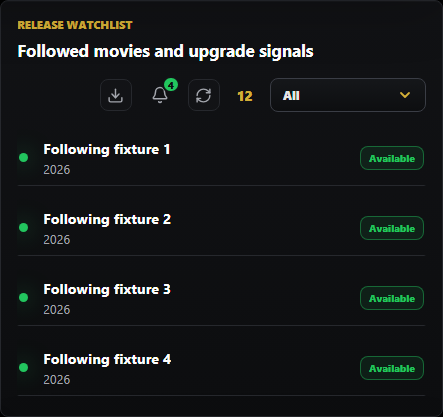 RELEASE WATCHLIST
Followed movies and upgrade signals
4
12 All
Following fixture 1
2026
Available
Following fixture 2
2026
Available
Following fixture 3
2026
Available
Following fixture 4
2026
Available